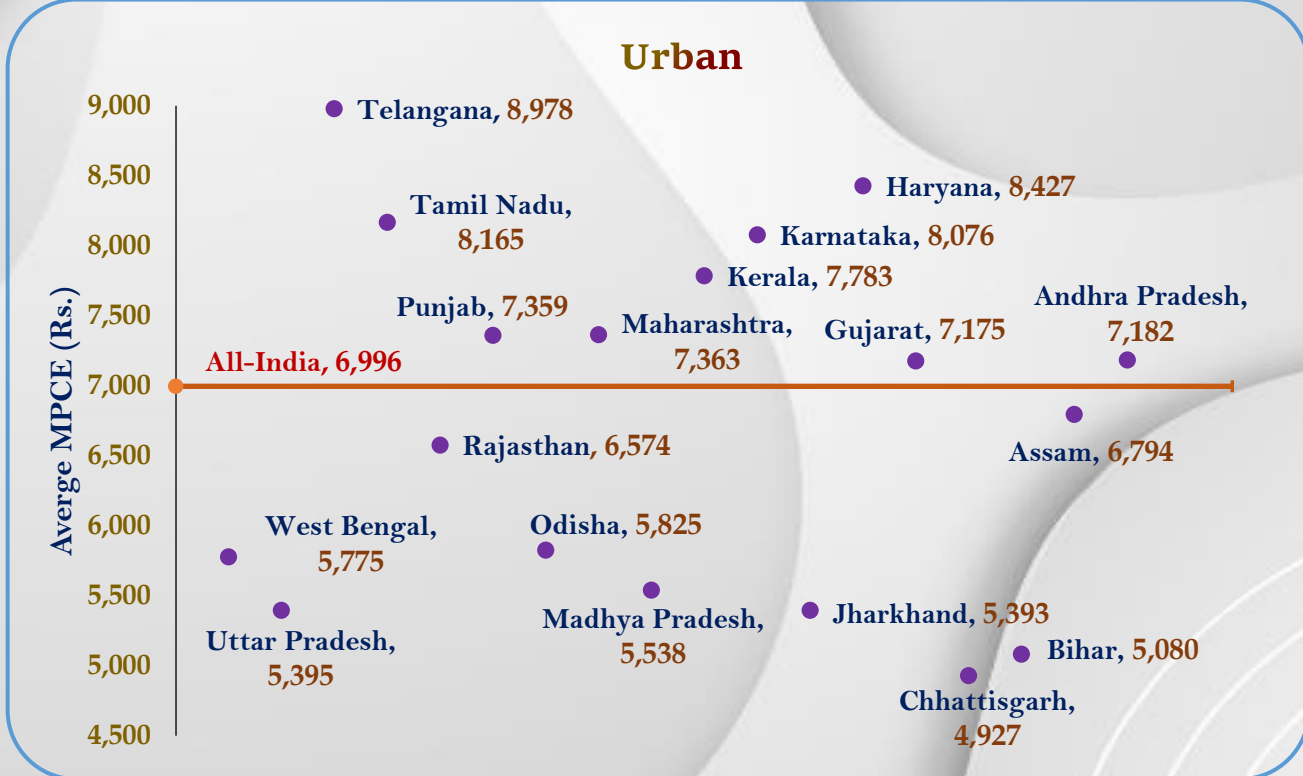 Urban
Averge MPCE (Rs.)
9,000
8,500
8,000
7,500
7,000
6,500
6,000
5,500
5,000
4,500
Telangana, 8,978
Haryana, 8,427
Tamil Nadu,
8,165
Karnataka, 8,076
Kerala, 7,783
Punjab, 7,359
Maharashtra,
7,363
Gujarat, 7,175
Andhra Pradesh,
7,182
All-India, 6,996
Rajasthan, 6,574
Assam, 6,794
West Bengal,
5,775
Odisha, 5,825
Uttar Pradesh,
5,395
Madhya Pradesh,
5,538
Jharkhand, 5,393
Bihar, 5,080
Chhattisgarh,
4,927